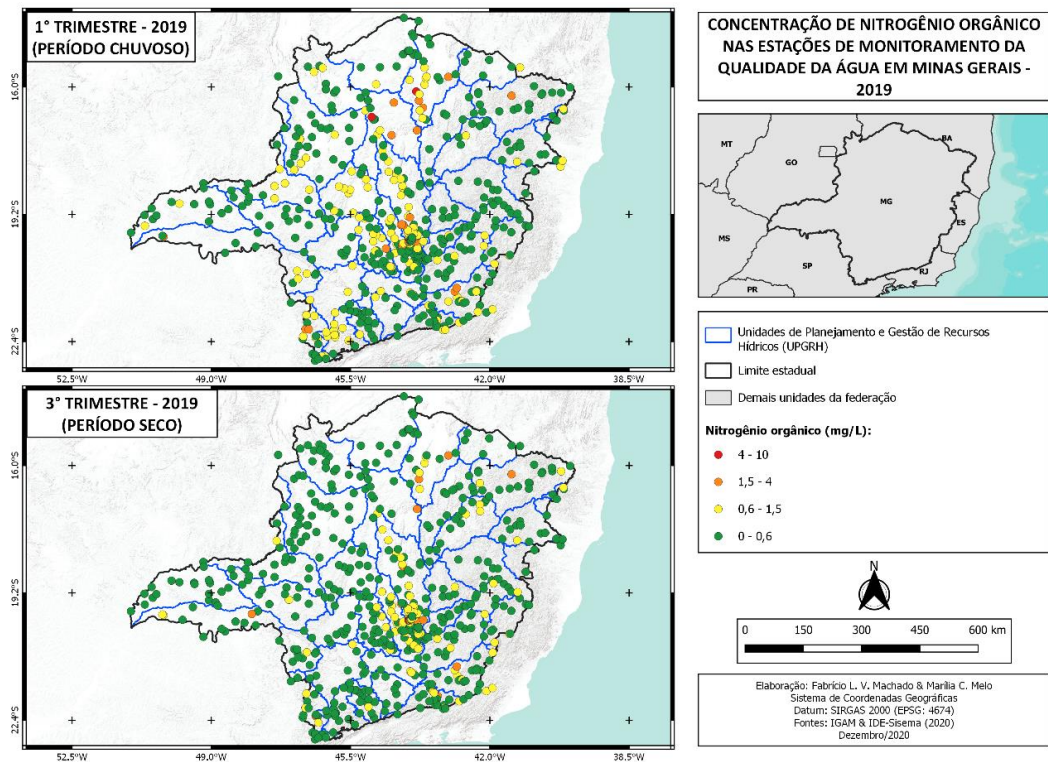 1° TRIMESTRE - 2019
(PERÍODO CHUVOSO)
16.0°S
19.2°S
22.4°S
52.5°W
49.0°W
45.5°W
42.0°W
38.5°W
3° TRIMESTRE - 2019
(PERÍODO SECO)
16.0°S
19.2°S
22.4°S
52.5°W
49.0°W
45.5°W
42.0°W
38.5°W
CONCENTRAÇÃO DE NITROGÊNIO ORGÂNICO
NAS ESTAÇÕES DE MONITORAMENTO DA
QUALIDADE DA ÁGUA EM MINAS GERAIS -
2019
MT
GO
BA
MG
ES
MS
SP
RJ
PR
Unidades de Planejamento e Gestão de Recursos
Hídricos (UPGRH)
Limite estadual
Demais unidades da federação
Nitrogênio orgânico (mg/L):
4 - 10
1,5 - 4
0,6 - 1,5
0 - 0,6
N
0 150 300 450 600 km
Elaboração: Fabrício L. V. Machado & Marília C. Melo
Sistema de Coordenadas Geográficas
Datum: SIRGAS 2000 (EPSG: 4674)
Fontes: IGAM & IDE-Sisema (2020)
Dezembro/2020